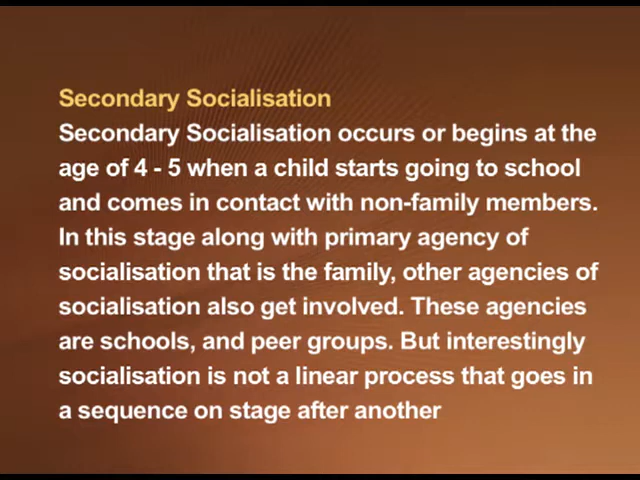 Secondary Socialisation
Secondary Socialisation occurs or begins at the
age of 4 - 5 when a child starts going to school
and comes in contact with non-family members.
In this stage along with primary agency of
socialisation that is the family, other agencies of
socialisation also get involved. These agencies
are schools, and peer groups. But interestingly
socialisation is not a linear process that goes in
a sequence on stage after another